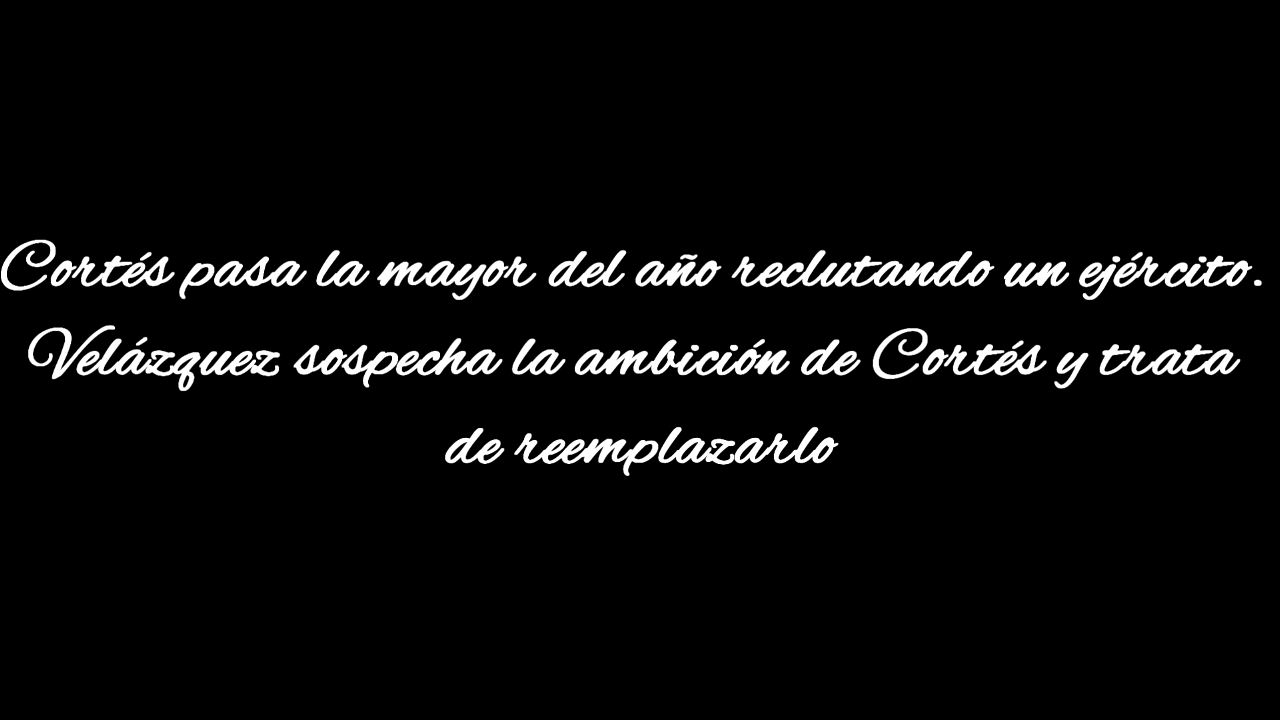 Cortés pasa la mayor del año reclutando un ejército.
Velázquez sospecha la ambición de Cortés y trata
de reemplazarlo